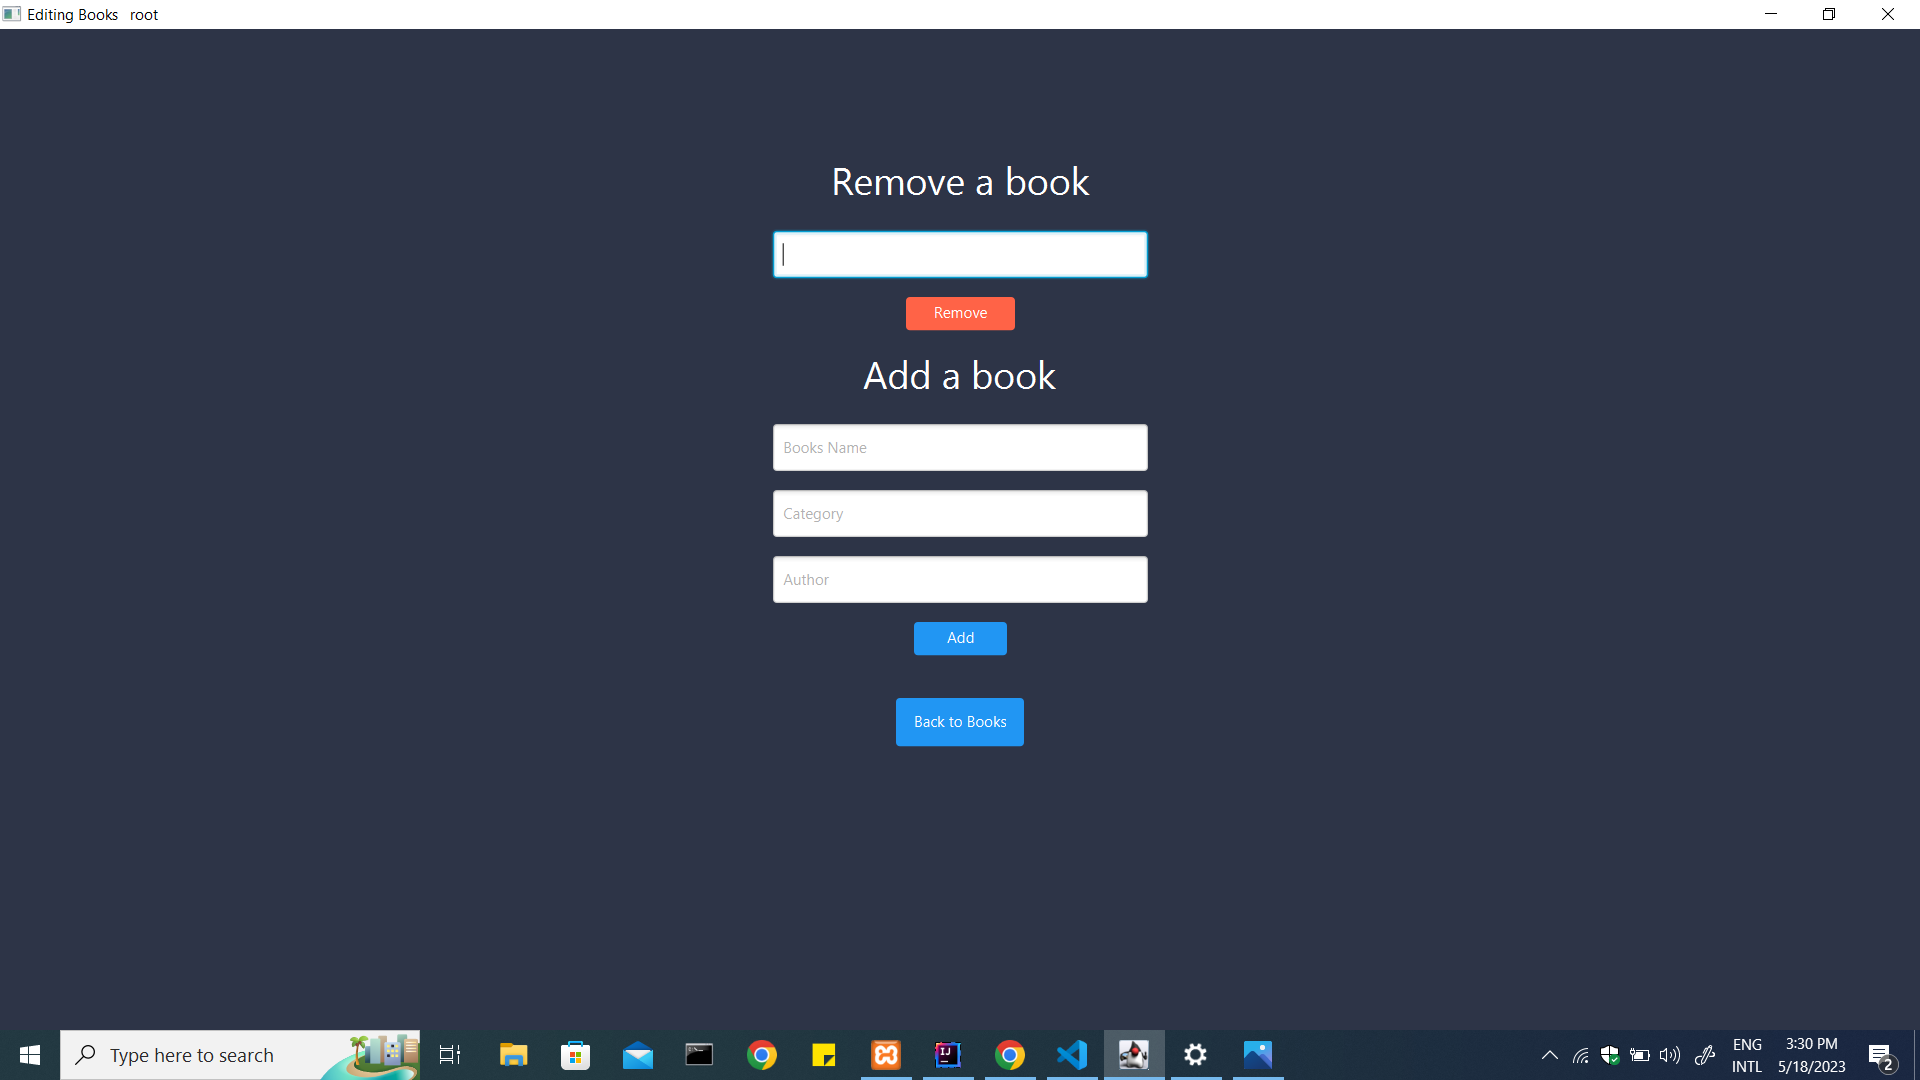 Editing Books root
Remove a book
Remove
Add a book
Books Name
Category
Author
Add
Back to Books
Type here to search
ENG
INTL
3:30 PM
5/18/2023
2